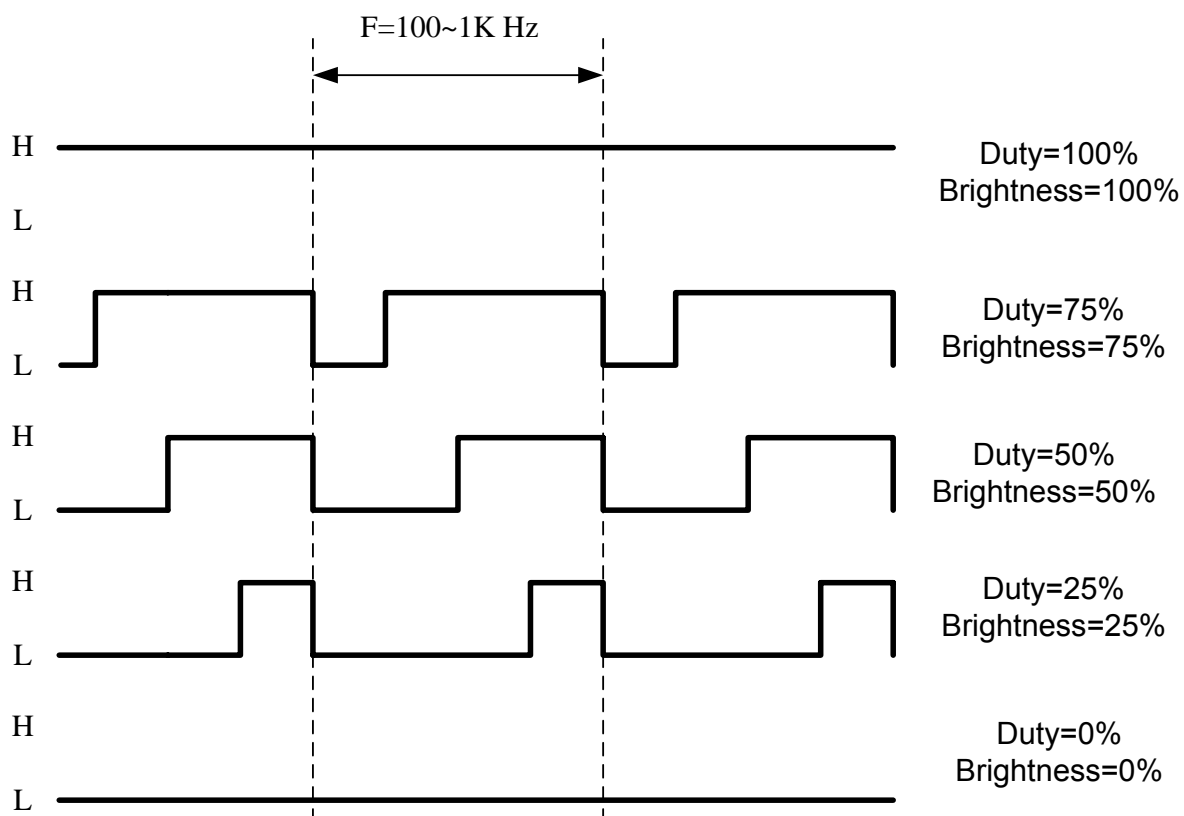 F=100~1K Hz
H
L
Duty=100%
Brightness=100%
H
L
Duty=75%
Brightness=75%
H
L
Duty=50%
Brightness=50%
H
L
Duty=25%
Brightness=25%
H
L
Duty=0%
Brightness=0%